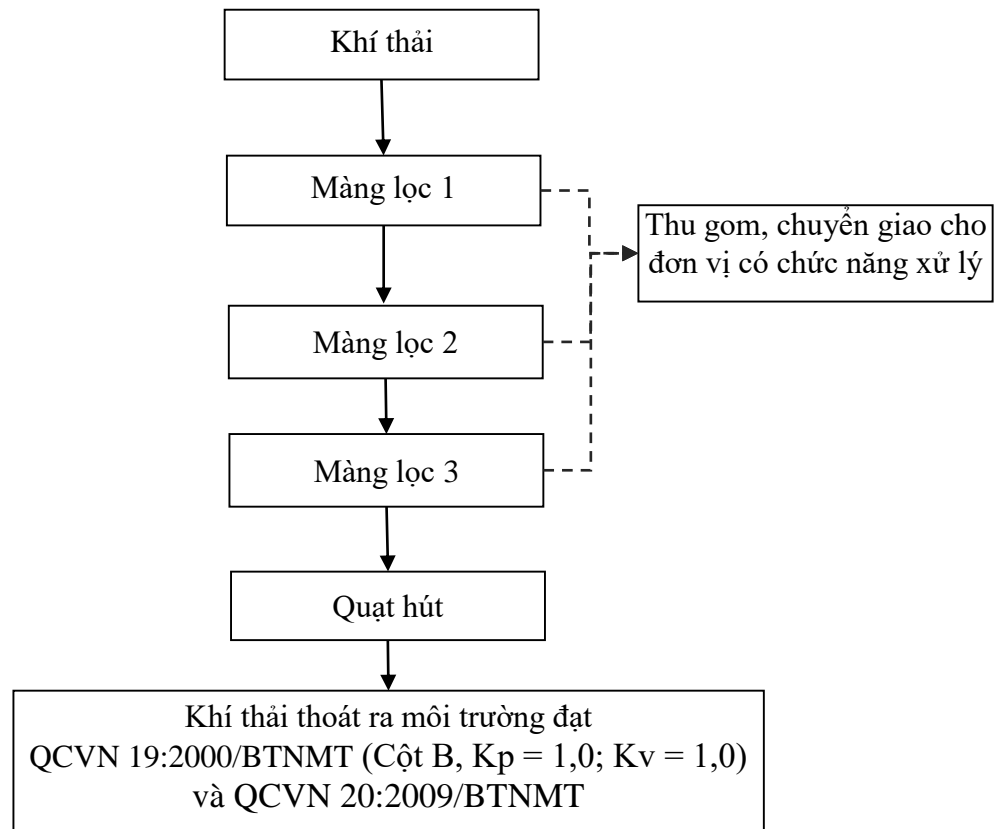 Khí thải
Màng lọc 1
Thu gom, chuyển giao cho
đơn vị có chức năng xử lý
Màng lọc 2
Màng lọc 3
Quạt hút
Khí thải thoát ra môi trường đạt
QCVN 19:2000/BTNMT (Cột B, Kp = 1,0; Kv = 1,0)
và QCVN 20:2009/BTNMT